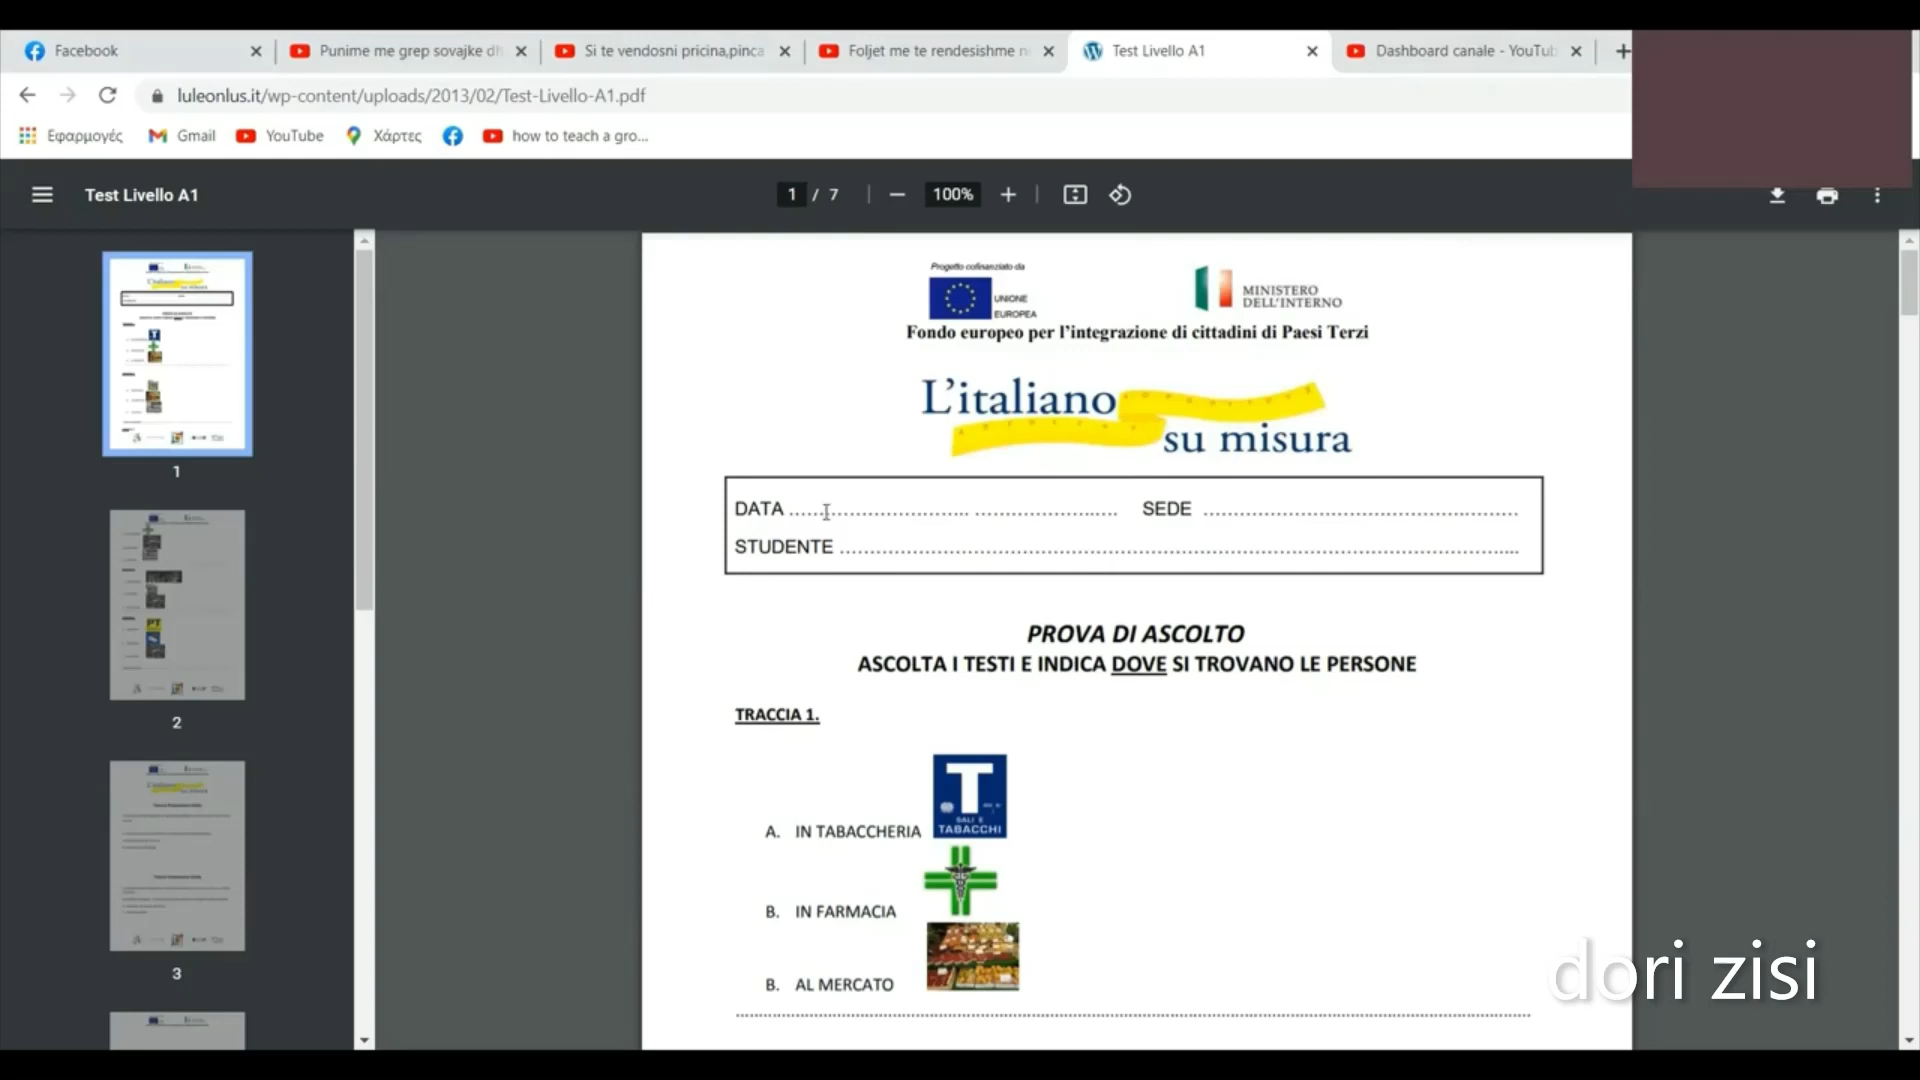 Facebook
Punime me grep sovajke dh
Si te vendosni pricina,pinca
Foljet me te rendesishme n
Test Livello A1
Dashboard canale - YouTub
luleonlus.it/wp-content/uploads/2013/02/Test-Livello-A1.pdf
Εφαρμογές
Gmail
YouTube
Χάρτες
how to teach a gro...
Test Livello A1
1 / 7
100%
1
2
3
Progetto cofinanziato da
UNIONE
EUROPEA
MINISTERO
DELL'INTERNO
Fondo europeo per l'integrazione di cittadini di Paesi Terzi
L'italiano
su misura
DATA SEDE
STUDENTE
PROVA DI ASCOLTO
ASCOLTA I TESTI E INDICA DOVE SI TROVANO LE PERSONE
TRACCIA 1.
T
SALI E
TABACCHI
A. IN TABACCHERIA
B. IN FARMACIA
B. AL MERCATO
dori zisi